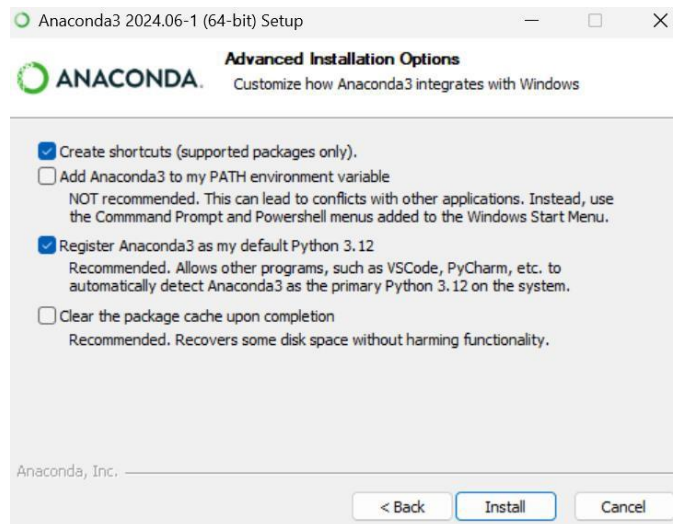 Anaconda3 2024.06-1 (64-bit) Setup
ANACONDA.
Advanced Installation Options
Customize how Anaconda3 integrates with Windows
Create shortcuts (supported packages only).
Add Anaconda3 to my PATH environment variable
NOT recommended. This can lead to conflicts with other applications. Instead, use
the Commmand Prompt and Powershell menus added to the Windows Start Menu.
Register Anaconda3 as my default Python 3.12
Recommended. Allows other programs, such as VSCode, PyCharm, etc. to
automatically detect Anaconda3 as the primary Python 3.12 on the system.
Clear the package cache upon completion
Recommended. Recovers some disk space without harming functionality.
Anaconda, Inc.
< Back Install Cancel